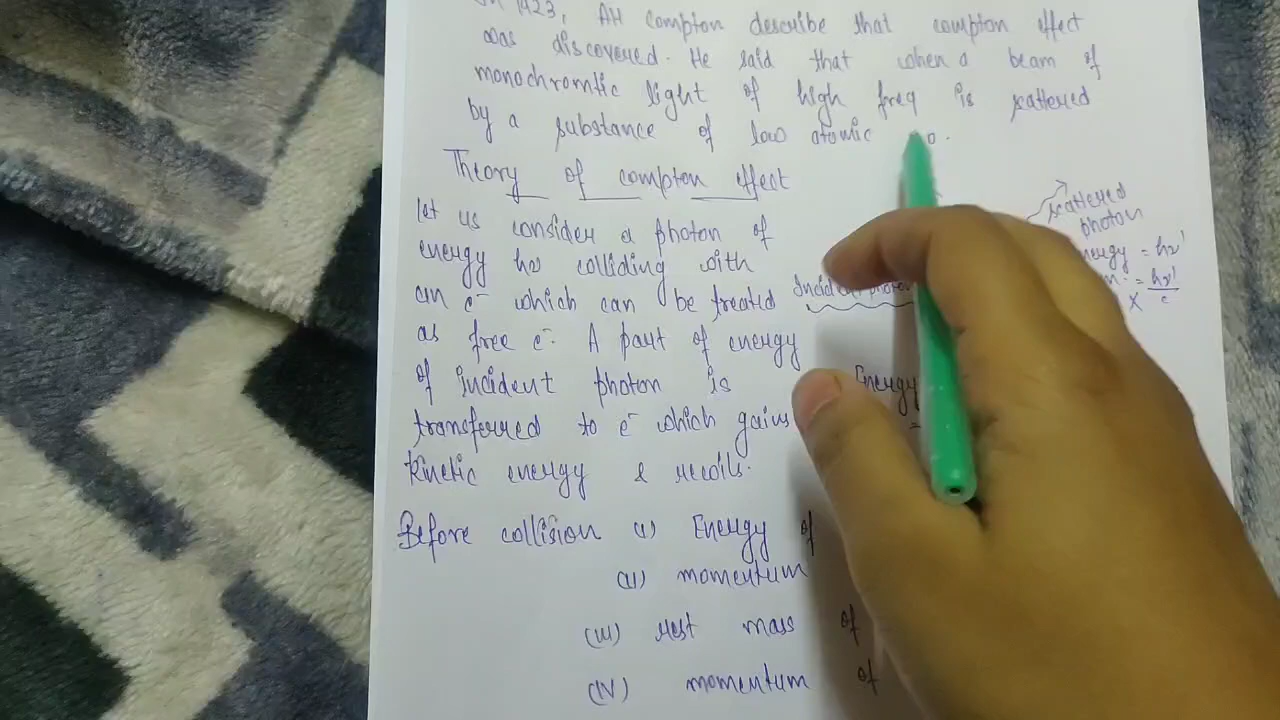 In 1923, AH compton describe that compton effect
was discovered. He said that when a beam of
monochromtic light of high freq is scattered
by a substance of low atomic no.
Theory of compton effect
let us consider a photon of
energy hν colliding with
an e⁻ which can be treated
as free e⁻. A part of energy
of incident photon is
transferred to e⁻ which gains
kinetic energy & recoils.
scattered
photon
= hν'
= hν'
c
Energy
=
Before collision (i) Energy of
(ii) momentum
(iii) rest mass of
(iv) momentum of